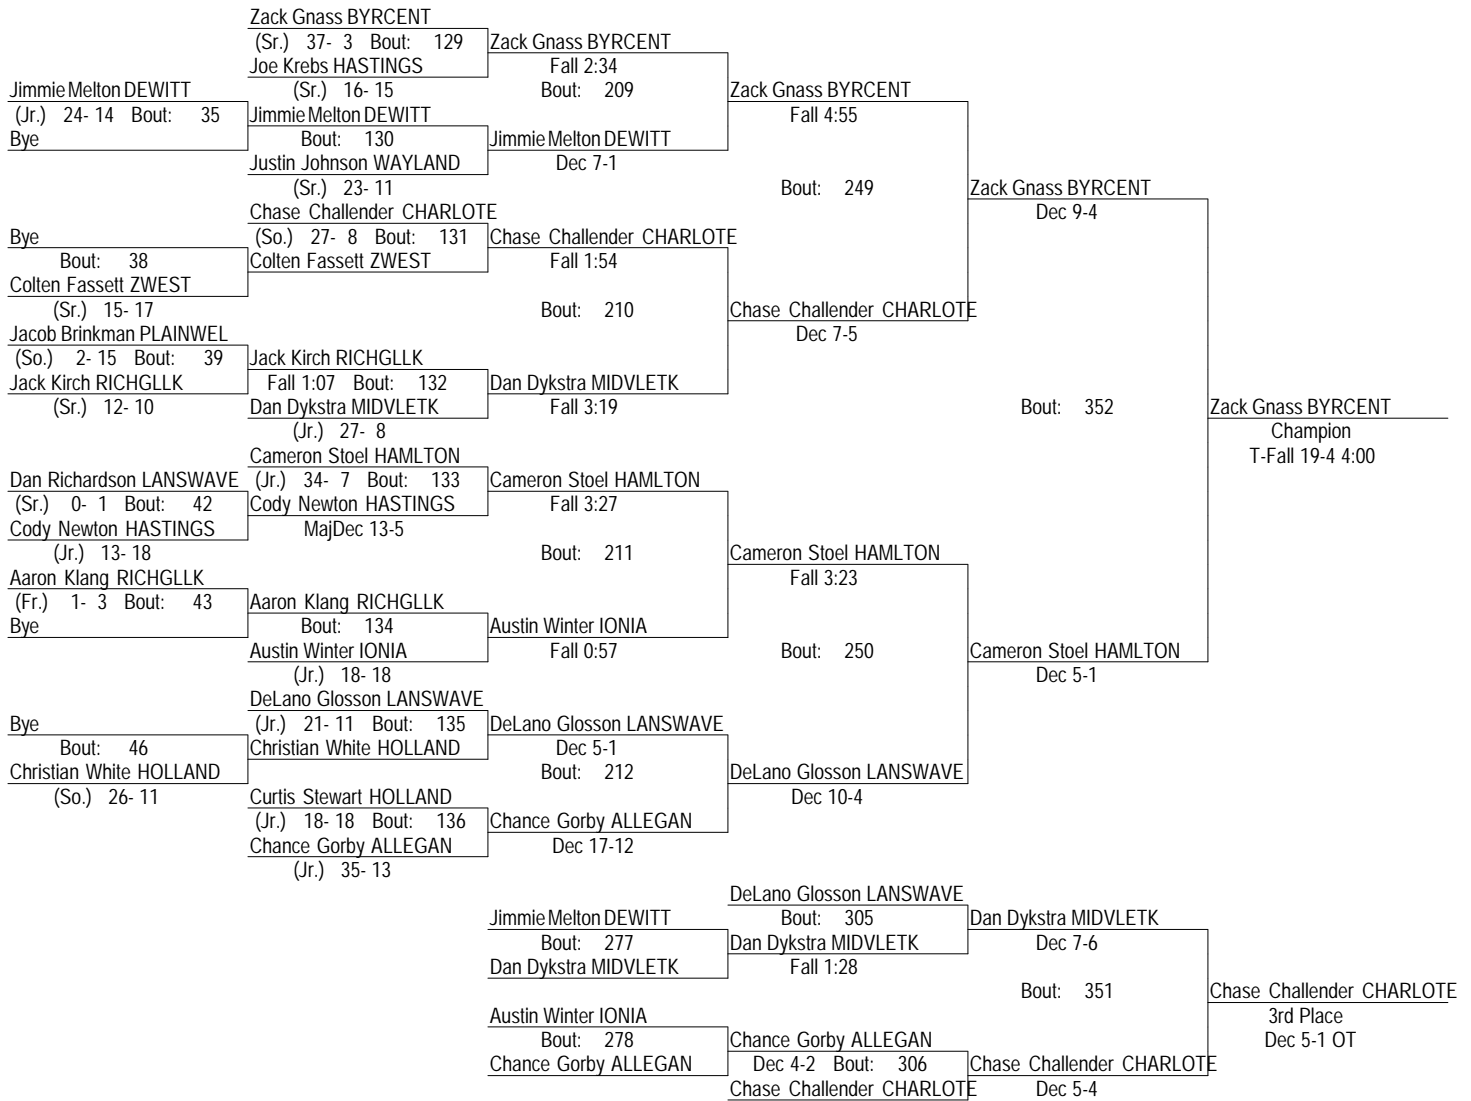 Zack Gnass BYRCENT
(Sr.) 37- 3 Bout: 129 Zack Gnass BYRCENT
Joe Krebs HASTINGS Fall 2:34
Jimmie Melton DEWITT (Sr.) 16- 15 Bout: 209 Zack Gnass BYRCENT
(Jr.) 24- 14 Bout: 35 Jimmie Melton DEWITT Fall 4:55
Bye Bout: 130 Jimmie Melton DEWITT
Justin Johnson WAYLAND Dec 7-1
(Sr.) 23- 11 Bout: 249 Zack Gnass BYRCENT
Chase Challender CHARLOTE Dec 9-4
Bye (So.) 27- 8 Bout: 131 Chase Challender CHARLOTE
Bout: 38 Colten Fassett ZWEST Fall 1:54
Colten Fassett ZWEST
(Sr.) 15- 17 Bout: 210 Chase Challender CHARLOTE
Jacob Brinkman PLAINWEL Dec 7-5
(So.) 2- 15 Bout: 39 Jack Kirch RICHGLLK
Jack Kirch RICHGLLK Fall 1:07 Bout: 132 Dan Dykstra MIDVLETK
(Sr.) 12- 10 Dan Dykstra MIDVLETK Fall 3:19 Bout: 352 Zack Gnass BYRCENT
(Jr.) 27- 8 Champion
Cameron Stoel HAMLTON T-Fall 19-4 4:00
Dan Richardson LANSWAVE (Jr.) 34- 7 Bout: 133 Cameron Stoel HAMLTON
(Sr.) 0- 1 Bout: 42 Cody Newton HASTINGS Fall 3:27
Cody Newton HASTINGS MajDec 13-5
(Jr.) 13- 18 Bout: 211 Cameron Stoel HAMLTON
Aaron Klang RICHGLLK Fall 3:23
(Fr.) 1- 3 Bout: 43 Aaron Klang RICHGLLK
Bye Bout: 134 Austin Winter IONIA
Austin Winter IONIA Fall 0:57 Bout: 250 Cameron Stoel HAMLTON
(Jr.) 18- 18 Dec 5-1
DeLano Glosson LANSWAVE
Bye (Jr.) 21- 11 Bout: 135 DeLano Glosson LANSWAVE
Bout: 46 Christian White HOLLAND Dec 5-1
Christian White HOLLAND Bout: 212 DeLano Glosson LANSWAVE
(So.) 26- 11 Curtis Stewart HOLLAND Dec 10-4
(Jr.) 18- 18 Bout: 136 Chance Gorby ALLEGAN
Chance Gorby ALLEGAN Dec 17-12
(Jr.) 35- 13
DeLano Glosson LANSWAVE
Jimmie Melton DEWITT Bout: 305 Dan Dykstra MIDVLETK
Bout: 277 Dan Dykstra MIDVLETK Dec 7-6
Dan Dykstra MIDVLETK Fall 1:28
Bout: 351 Chase Challender CHARLOTE
Austin Winter IONIA 3rd Place
Bout: 278 Chance Gorby ALLEGAN Dec 5-1 OT
Chance Gorby ALLEGAN Dec 4-2 Bout: 306 Chase Challender CHARLOTE
Chase Challender CHARLOTE Dec 5-4